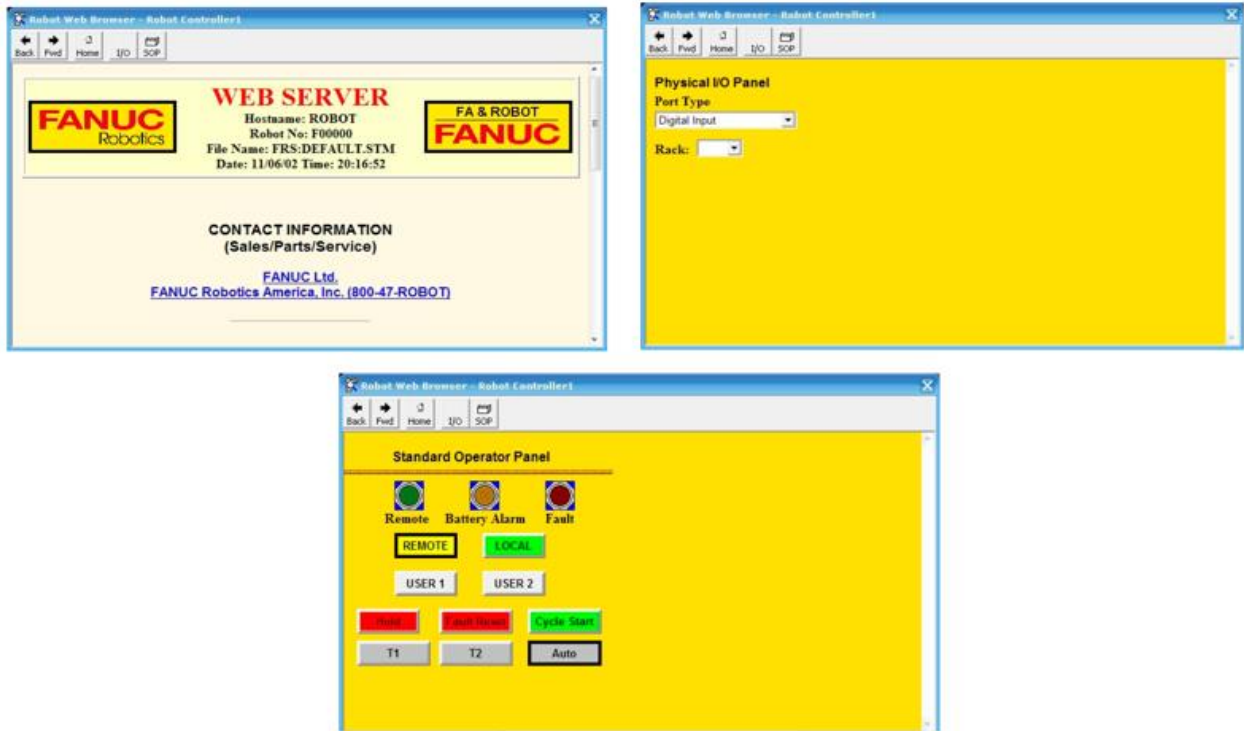 Robot Web Browser - Robot Controller1
Back Fwd Home I/O SOP
FANUC
Robotics
WEB SERVER
Hostname: ROBOT
Robot No: F00000
File Name: FRS:DEFAULT.STM
Date: 11/06/02 Time: 20:16:52
FA & ROBOT
FANUC
CONTACT INFORMATION
(Sales/Parts/Service)
FANUC Ltd.
FANUC Robotics America, Inc. (800-47-ROBOT)
Robot Web Browser - Robot Controller1
Back Fwd Home I/O SOP
Physical I/O Panel
Port Type
Digital Input
Rack:
Robot Web Browser - Robot Controller1
Back Fwd Home I/O SOP
Standard Operator Panel
Remote Battery Alarm Fault
REMOTE LOCAL
USER 1 USER 2
Hold Fault Reset Cycle Start
T1 T2 Auto